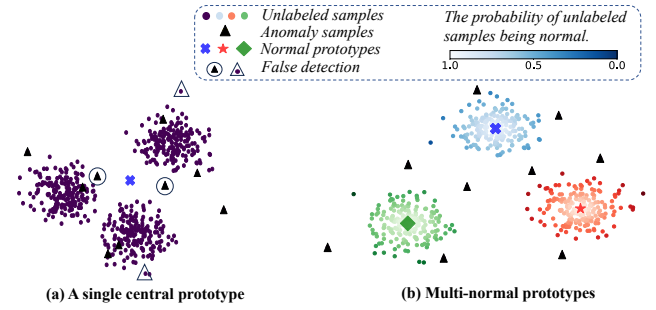 Unlabeled samples
Anomaly samples
Normal prototypes
False detection
The probability of unlabeled
samples being normal.
1.0 0.5 0.0
(a) A single central prototype
(b) Multi-normal prototypes